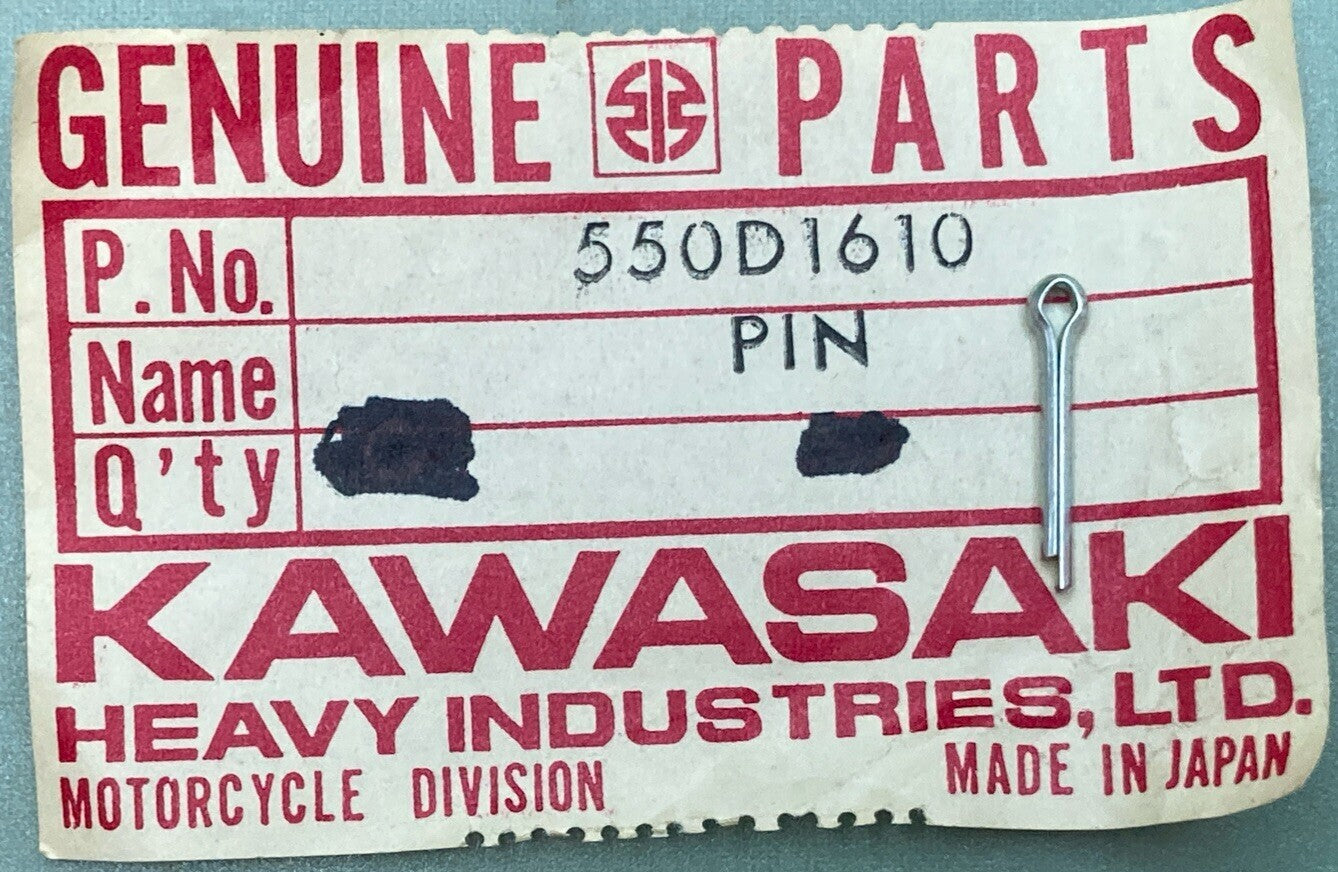 GENUINE PARTS
P. No. 550D1610
Name PIN
Q'ty
KAWASAKI
HEAVY INDUSTRIES, LTD.
MOTORCYCLE DIVISION MADE IN JAPAN